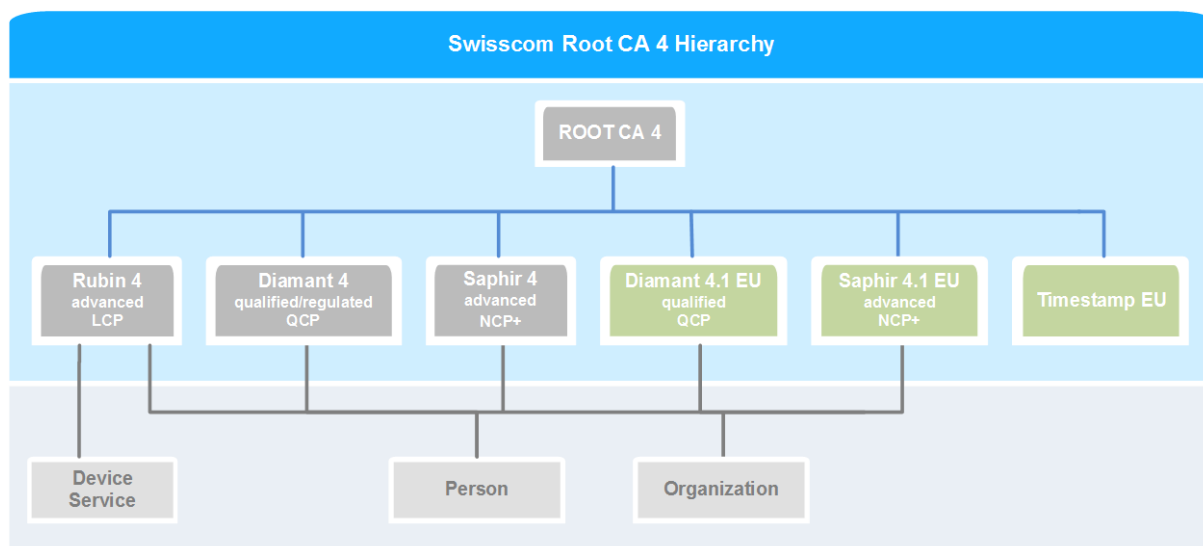 Swisscom Root CA 4 Hierarchy
ROOT CA 4
Rubin 4
advanced
LCP
Diamant 4
qualified/regulated
QCP
Saphir 4
advanced
NCP+
Diamant 4.1 EU
qualified
QCP
Saphir 4.1 EU
advanced
NCP+
Timestamp EU
Device
Service
Person
Organization